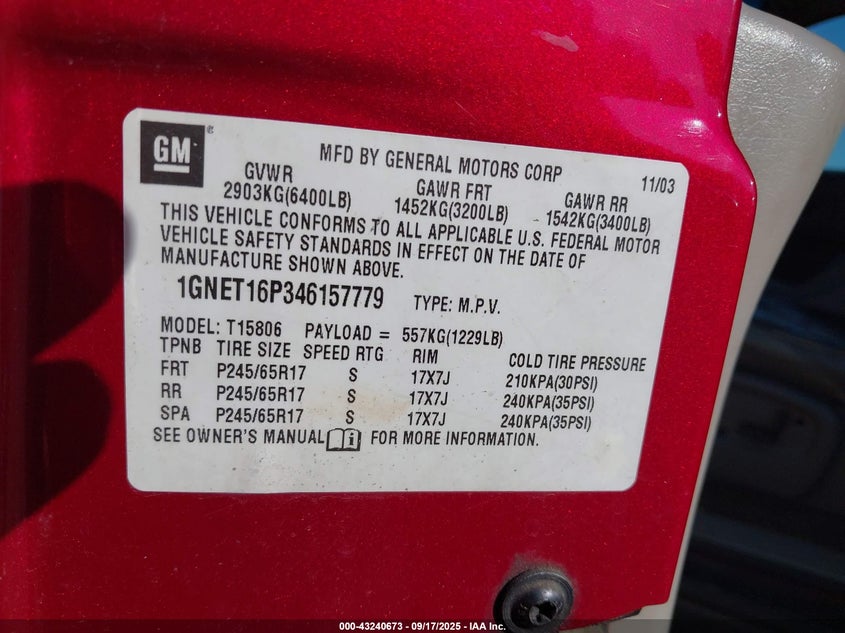 GM®
MFD BY GENERAL MOTORS CORP 11/03
GVWR GAWR FRT GAWR RR
2903KG(6400LB) 1452KG(3200LB) 1542KG(3400LB)
THIS VEHICLE CONFORMS TO ALL APPLICABLE U.S. FEDERAL MOTOR
VEHICLE SAFETY STANDARDS IN EFFECT ON THE DATE OF
MANUFACTURE SHOWN ABOVE.
1GNET16P346157779 TYPE: M.P.V.
MODEL: T15806 PAYLOAD = 557KG(1229LB)
TPNB TIRE SIZE SPEED RTG RIM COLD TIRE PRESSURE
FRT P245/65R17 S 17X7J 210KPA(30PSI)
RR P245/65R17 S 17X7J 240KPA(35PSI)
SPA P245/65R17 S 17X7J 240KPA(35PSI)
SEE OWNER'S MANUAL FOR MORE INFORMATION.
000-43240673 - 09/17/2025 - IAA Inc.